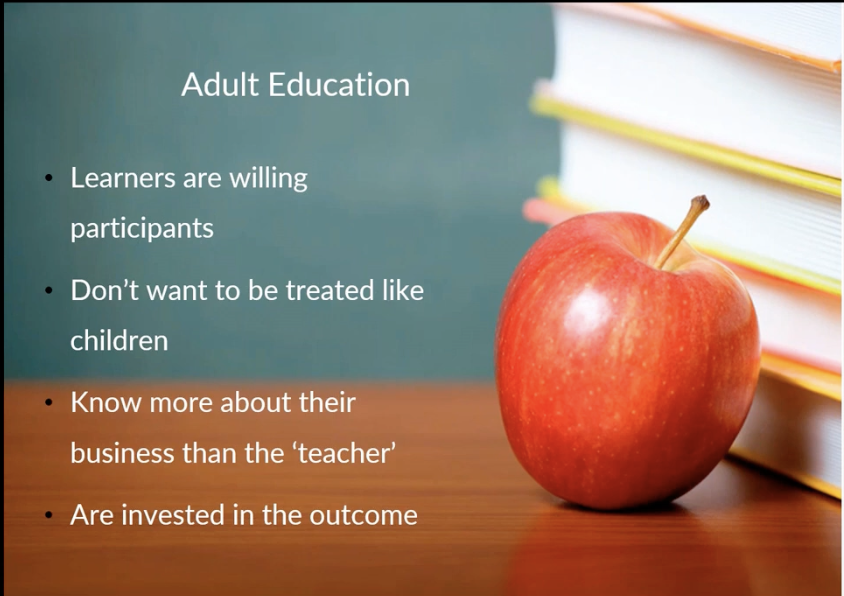 Adult Education
• Learners are willing
participants
• Don’t want to be treated like
children
• Know more about their
business than the ‘teacher’
• Are invested in the outcome